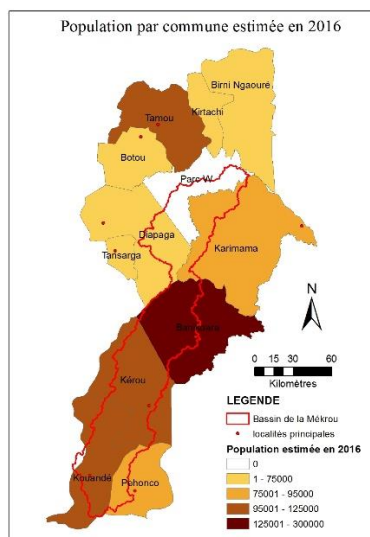 Population par commune estimée en 2016
Birni Ngaouré
Kirtachi
Tamou
Botou
Parc W
Diapaga
Karimama
Tansarga
Banikoara
N
0 15 30 60
Kilomètres
Kérou
Kouandé
Péhonco
LEGENDE
Bassin de la Mékrou
localités principales
Population estimée en 2016
0
1 - 75000
75001 - 95000
95001 - 125000
125001 - 300000